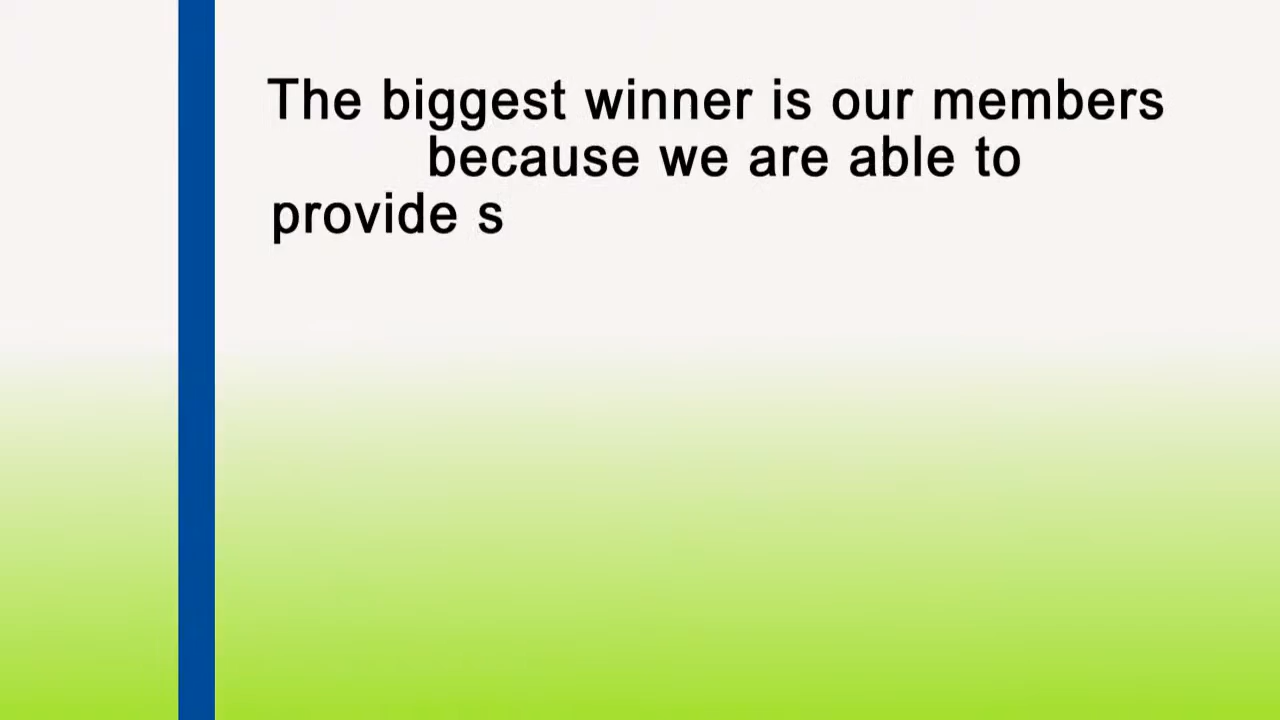 The biggest winner is our members
because we are able to
provide s